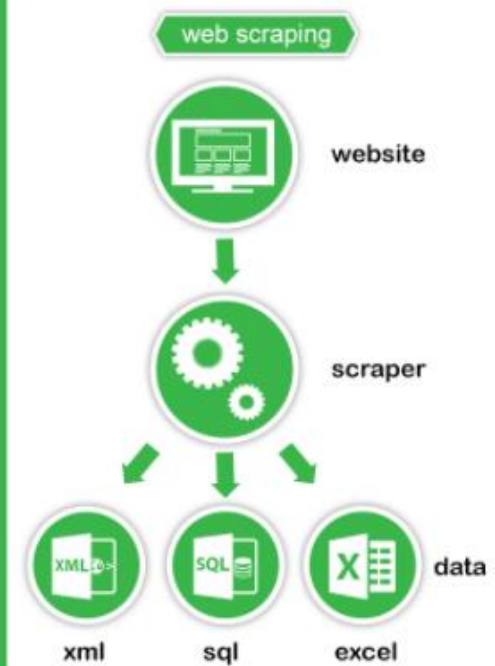 web scraping
website
scraper
XML
SQL
X
data
xml
sql
excel